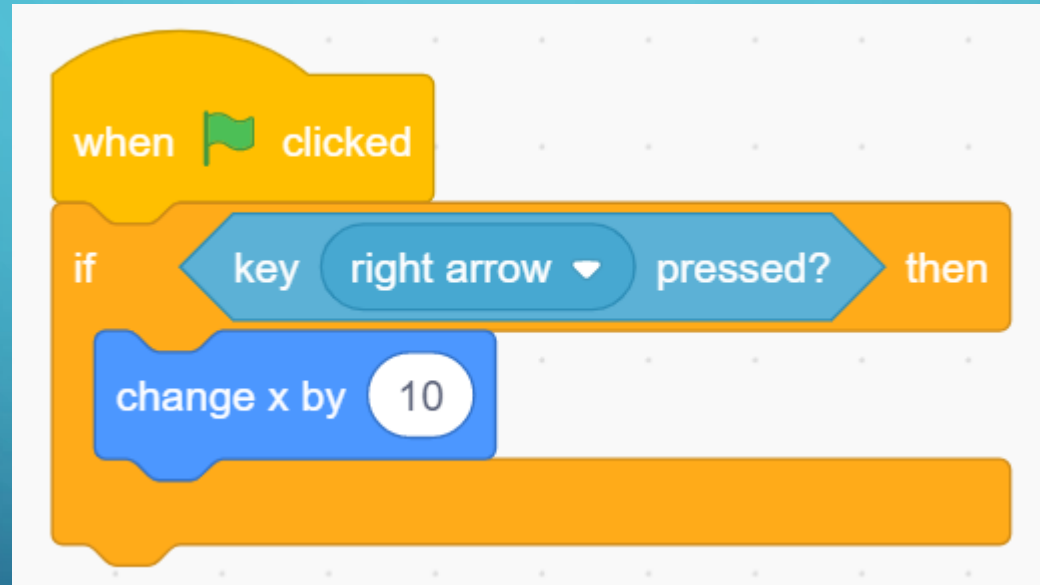 when clicked
if key right arrow pressed? then
change x by 10